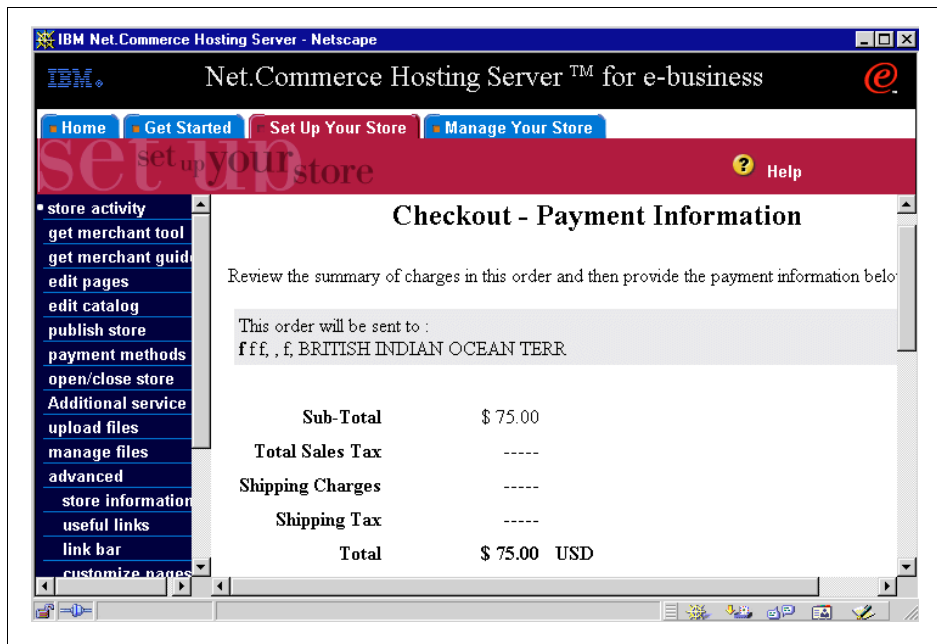 IBM Net.Commerce Hosting Server - Netscape
IBM® Net.Commerce Hosting Server ™ for e-business
Home Get Started Set Up Your Store Manage Your Store
set up set up your store
Help
store activity
get merchant tool
get merchant guid
edit pages
edit catalog
publish store
payment methods
open/close store
Additional service
upload files
manage files
advanced
store information
useful links
link bar
customize pages
Checkout - Payment Information
Review the summary of charges in this order and then provide the payment information belo
This order will be sent to :
f f f, , f, BRITISH INDIAN OCEAN TERR
Sub-Total $ 75.00
Total Sales Tax -----
Shipping Charges -----
Shipping Tax -----
Total $ 75.00 USD